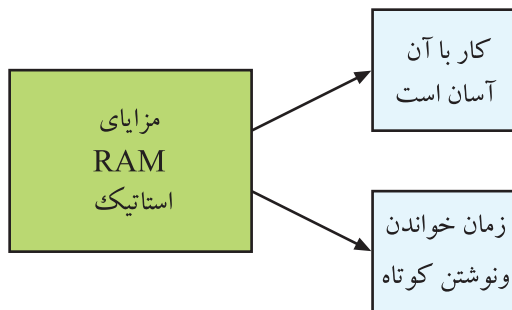 مزایای
RAM
استاتیک
کار با آن
آسان است
زمان خواندن
ونوشتن کوتاه